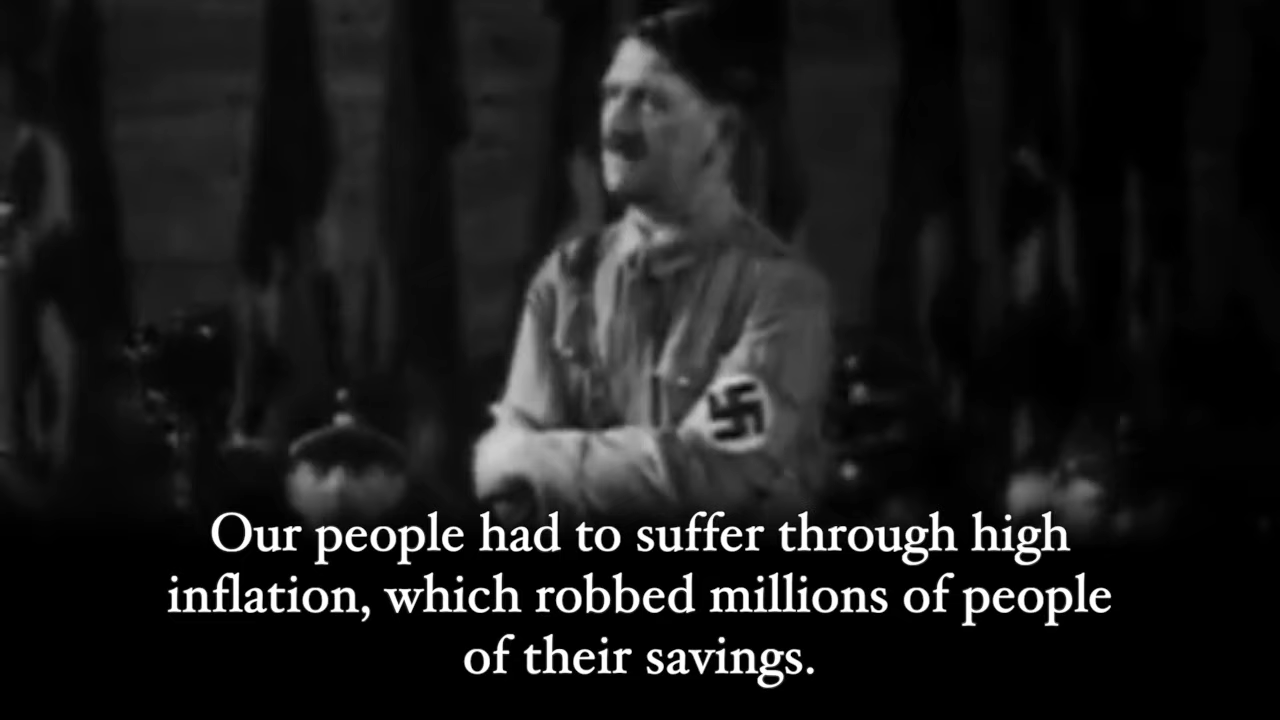 Our people had to suffer through high
inflation, which robbed millions of people
of their savings.